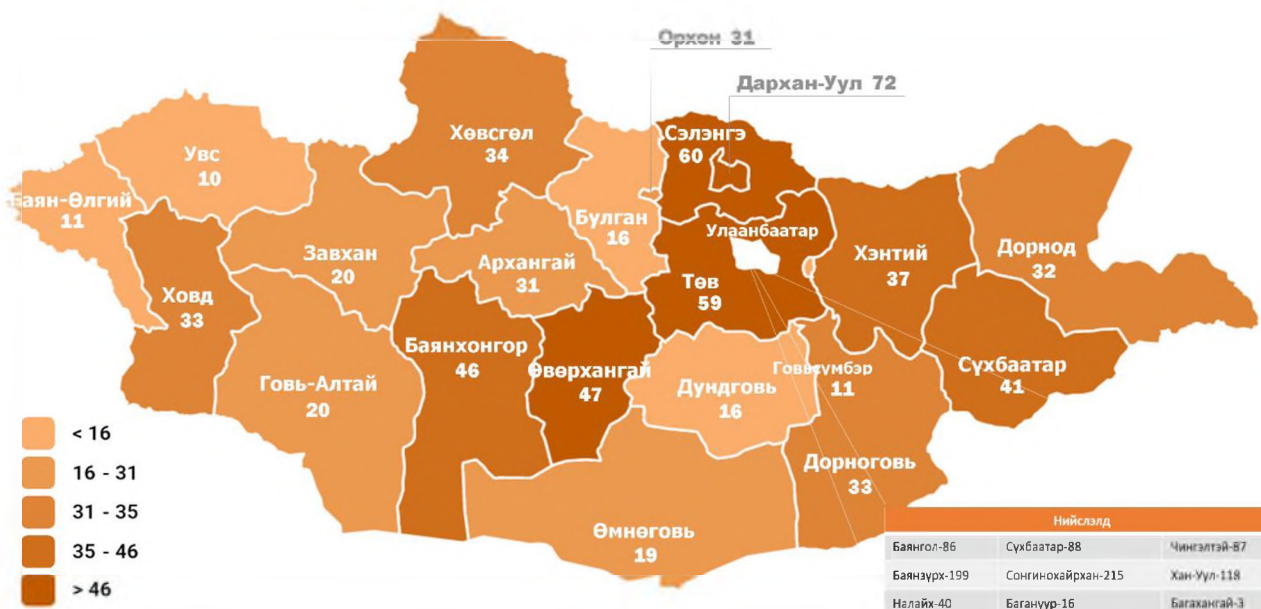 Орхон 31
Дархан-Уул 72
Сэлэнгэ
60
Хөвсгөл
34
Увс
10
Баян-Өлгий
11
Булган
16
Улаанбаатар
Хэнтий
37
Дорнод
32
Завхан
20
Архангай
31
Ховд
33
Төв
59
Баянхонгор
46
Өвөрхангай
47
Говь-Алтай
20
Дундговь
16
Говьсүмбэр
11
Сүхбаатар
41
Дорноговь
33
Өмнөговь
19
< 16
16 - 31
31 - 35
35 - 46
> 46
Нийслэлд
Баянгол-86 Сүхбаатар-88 Чингэлтэй-87
Баянзүрх-199 Сонгинохайрхан-215 Хан-Уул-118
Налайх-40 Багануур-16 Багахангай-3